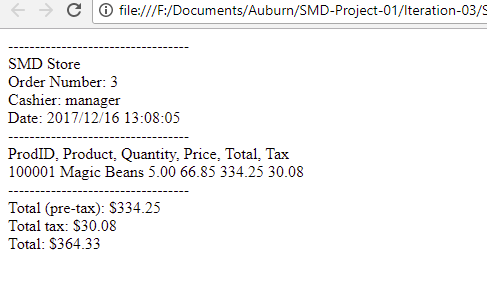 file:///F:/Documents/Auburn/SMD-Project-01/Iteration-03/S
----------------------------------
SMD Store
Order Number: 3
Cashier: manager
Date: 2017/12/16 13:08:05
----------------------------------
ProdID, Product, Quantity, Price, Total, Tax
100001 Magic Beans 5.00 66.85 334.25 30.08
----------------------------------
Total (pre-tax): $334.25
Total tax: $30.08
Total: $364.33